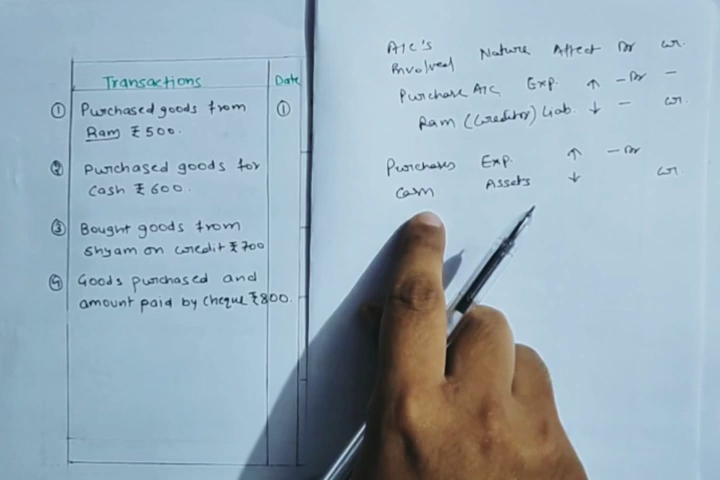 Transactions
Date
① Purchased goods from
Ram ₹500.
①
② Purchased goods for
cash ₹600.
③ Bought goods from
Shyam on credit ₹700
④ Goods purchased and
amount paid by cheque ₹800.
A/c's
Involved Nature Affect Dr cr.
Purchase A/c Exp. ↑ - Dr -
Ram (Creditor) Liab. ↓ - cr.
Purchases Exp. ↑ - Dr
Cash Assets ↓ cr.